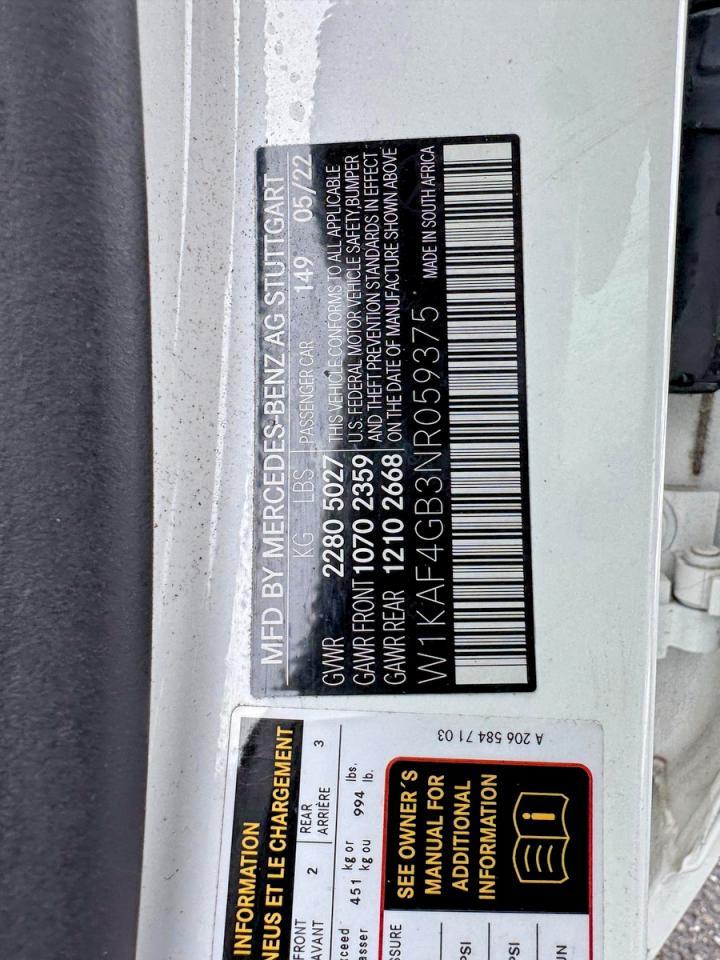 MFD BY MERCEDES-BENZ AG STUTTGART
KG LBS PASSENGER CAR 149 05/22
GVWR 2280 5027 THIS VEHICLE CONFORMS TO ALL APPLICABLE
GAWR FRONT 1070 2359 U.S. FEDERAL MOTOR VEHICLE SAFETY,BUMPER
AND THEFT PREVENTION STANDARDS IN EFFECT
GAWR REAR 1210 2668 ON THE DATE OF MANUFACTURE SHOWN ABOVE
W1KAF4GB3NR059375 MADE IN SOUTH AFRICA
INFORMATION
NEUS ET LE CHARGEMENT
FRONT 2 REAR 3
AVANT ARRIÈRE
xceed 451 kg or 994 lbs.
asser kg ou lb.
SSURE
PSI
PSI
UN
SEE OWNER'S
MANUAL FOR
ADDITIONAL
INFORMATION
A 206 584 71 03